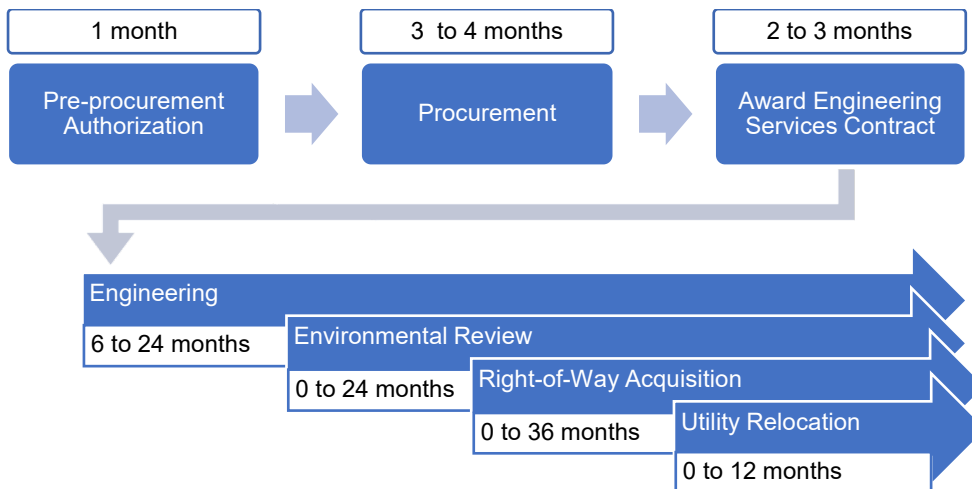 1 month
3 to 4 months
2 to 3 months
Pre-procurement
Authorization
Procurement
Award Engineering
Services Contract
Engineering
6 to 24 months
Environmental Review
0 to 24 months
Right-of-Way Acquisition
0 to 36 months
Utility Relocation
0 to 12 months